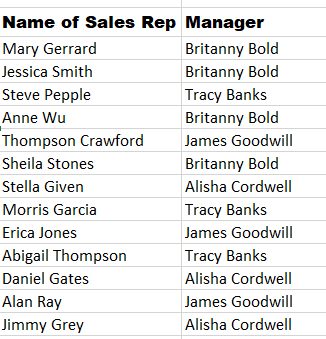 Name of Sales Rep Manager
Mary Gerrard Britanny Bold
Jessica Smith Britanny Bold
Steve Pepple Tracy Banks
Anne Wu Britanny Bold
Thompson Crawford James Goodwill
Sheila Stones Britanny Bold
Stella Given Alisha Cordwell
Morris Garcia Tracy Banks
Erica Jones James Goodwill
Abigail Thompson Tracy Banks
Daniel Gates Alisha Cordwell
Alan Ray James Goodwill
Jimmy Grey Alisha Cordwell